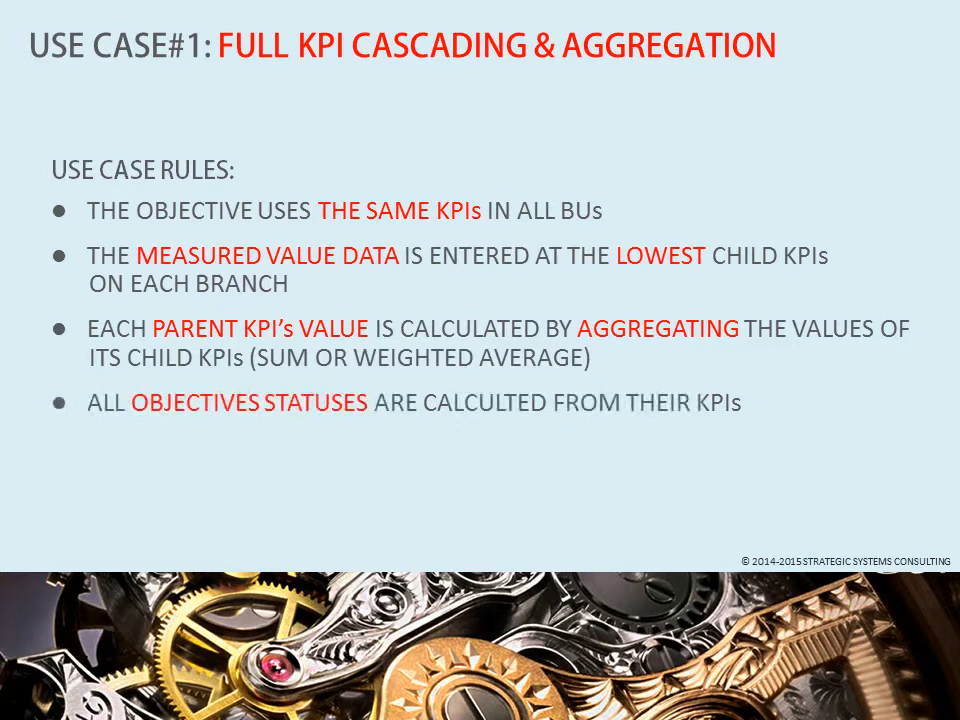 USE CASE#1: FULL KPI CASCADING & AGGREGATION
USE CASE RULES:
● THE OBJECTIVE USES THE SAME KPIs IN ALL BUs
● THE MEASURED VALUE DATA IS ENTERED AT THE LOWEST CHILD KPIs
ON EACH BRANCH
● EACH PARENT KPI's VALUE IS CALCULATED BY AGGREGATING THE VALUES OF
ITS CHILD KPIs (SUM OR WEIGHTED AVERAGE)
● ALL OBJECTIVES STATUSES ARE CALCULTED FROM THEIR KPIs
© 2014-2015 STRATEGIC SYSTEMS CONSULTING